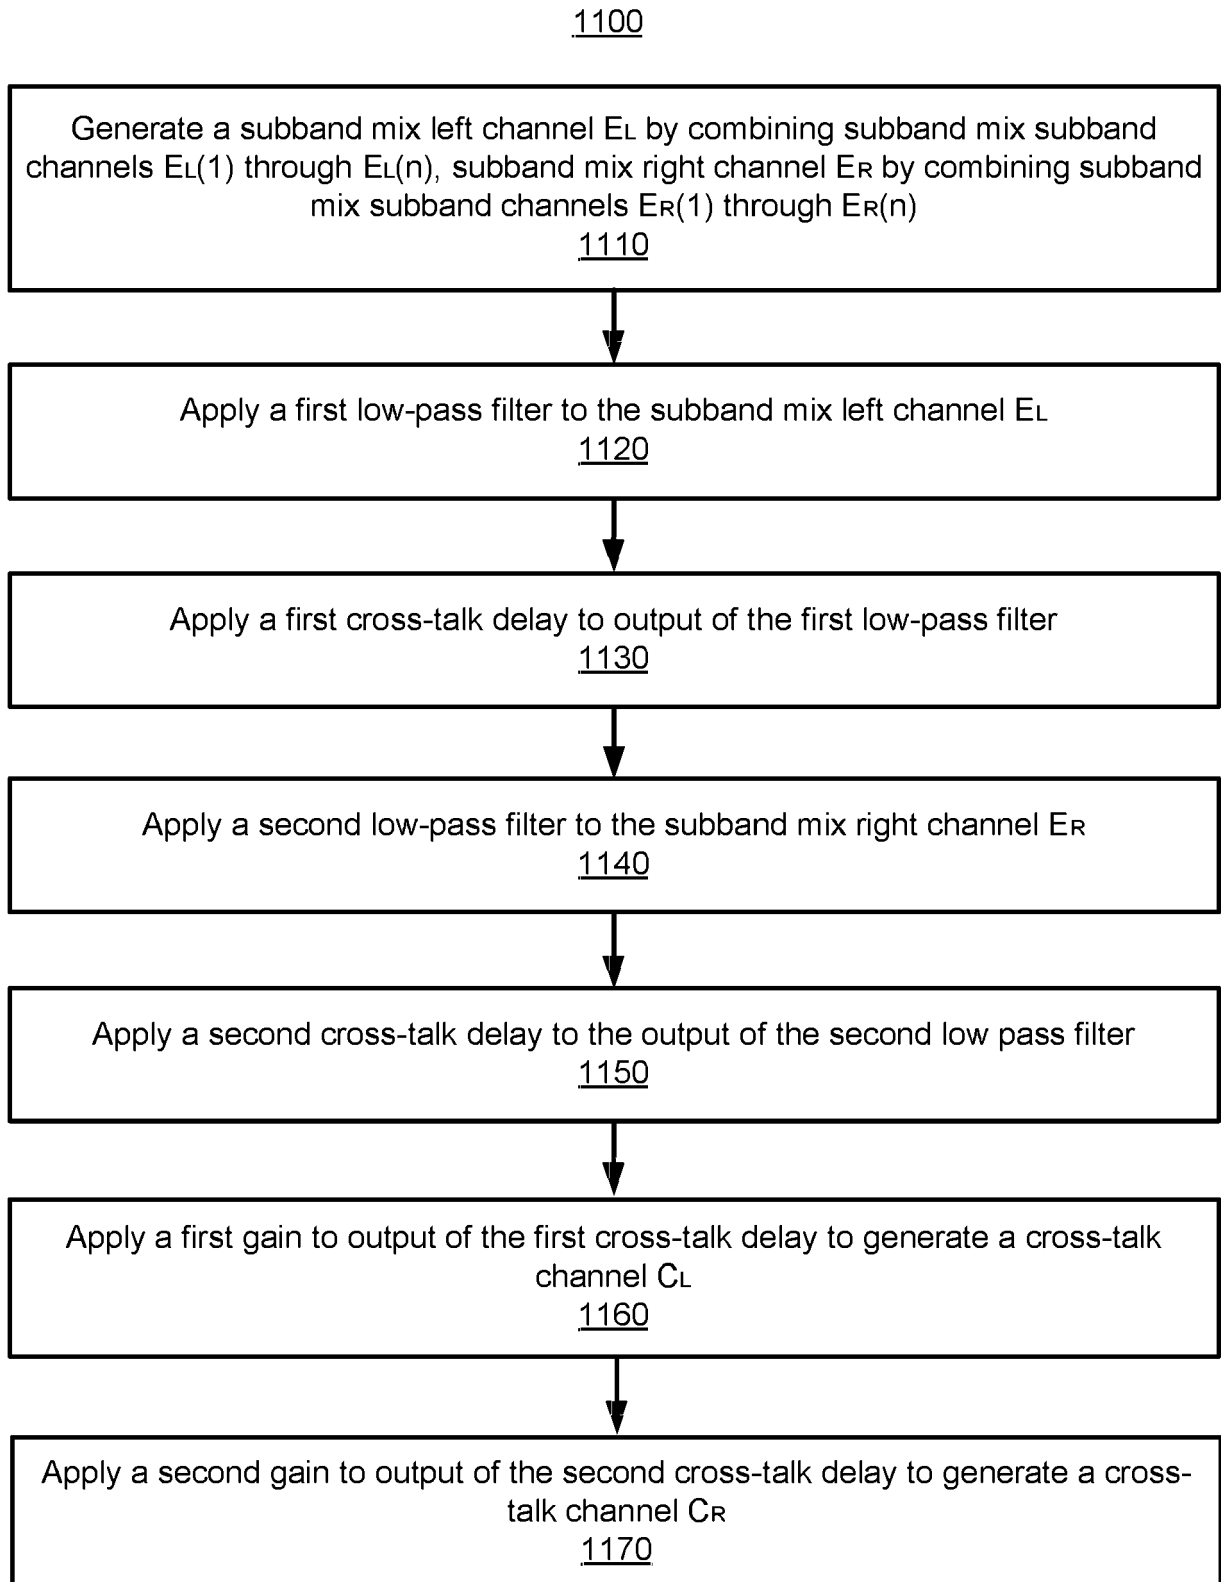 1100
Generate a subband mix left channel EL by combining subband mix subband
channels EL(1) through EL(n), subband mix right channel ER by combining subband
mix subband channels ER(1) through ER(n)
1110
Apply a first low-pass filter to the subband mix left channel EL
1120
Apply a first cross-talk delay to output of the first low-pass filter
1130
Apply a second low-pass filter to the subband mix right channel ER
1140
Apply a second cross-talk delay to the output of the second low pass filter
1150
Apply a first gain to output of the first cross-talk delay to generate a cross-talk
channel CL
1160
Apply a second gain to output of the second cross-talk delay to generate a cross-
talk channel CR
1170